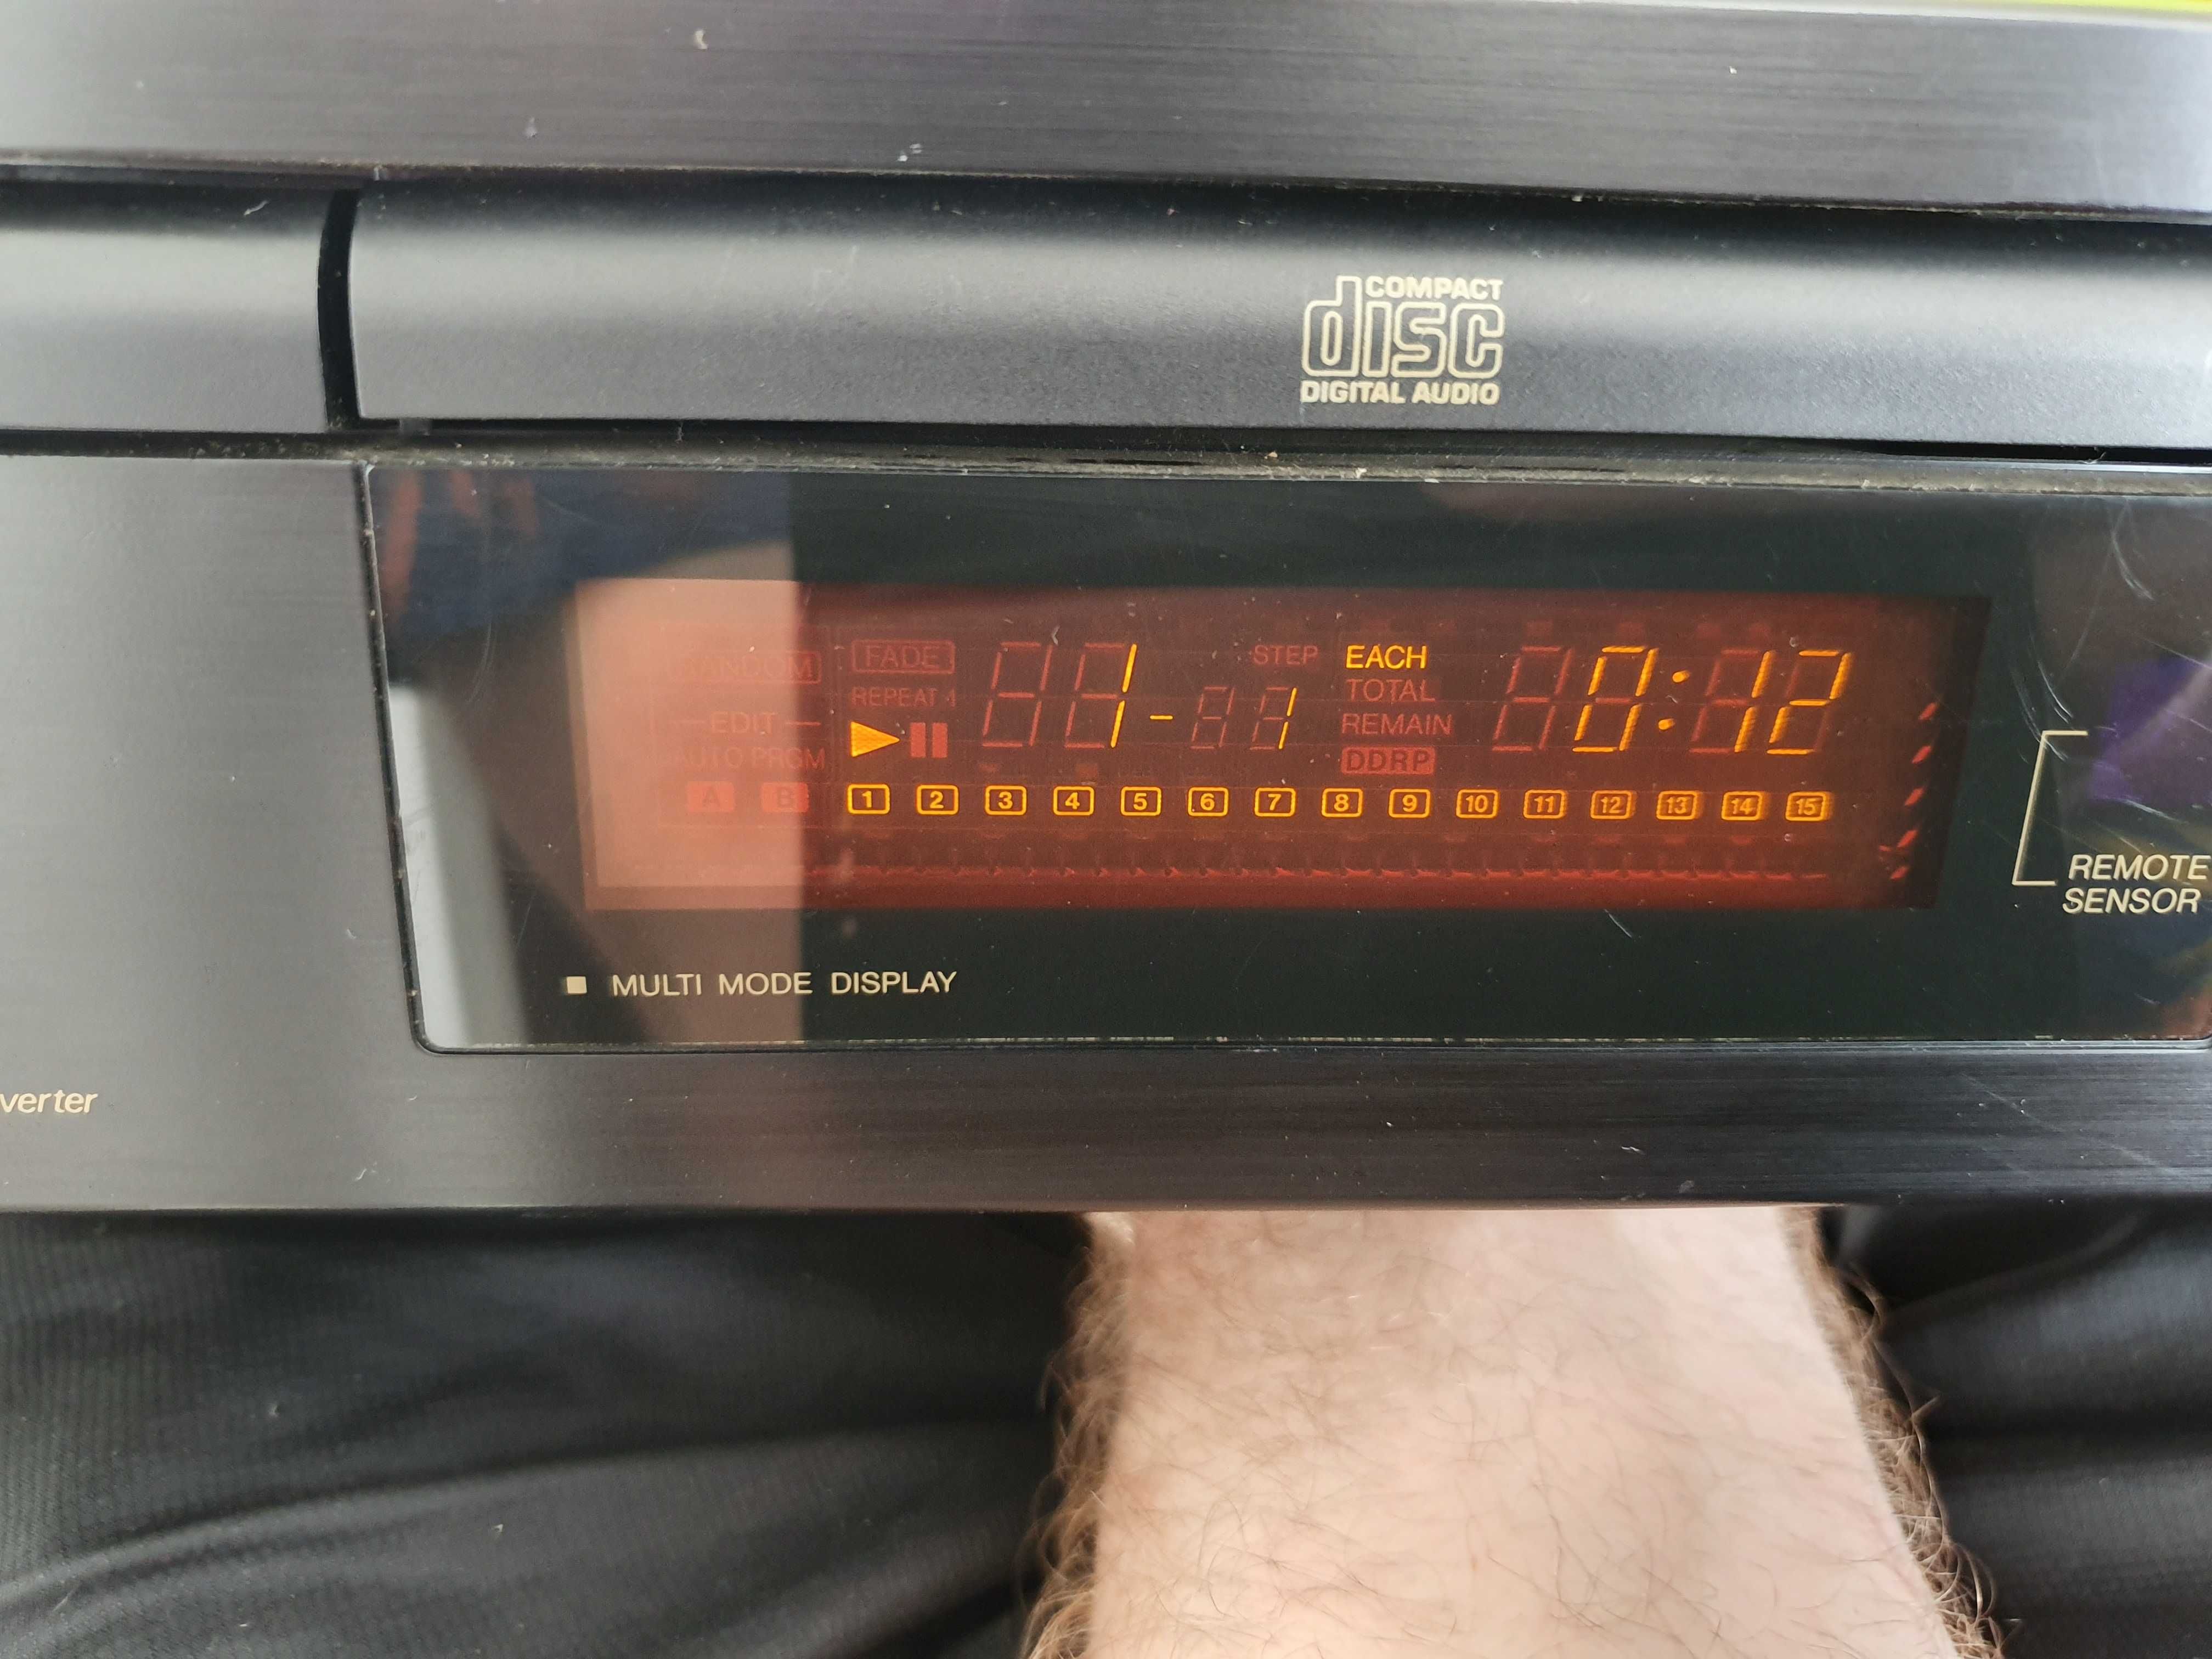 COMPACT
disc
DIGITAL AUDIO
RANDOM FADE STEP EACH
REPEAT 1 TOTAL
1-1 0:12
EDIT REMAIN
AUTO PRGM DDRP
A B 1 2 3 4 5 6 7 8 9 10 11 12 13 14 15
MULTI MODE DISPLAY
REMOTE
SENSOR
verter